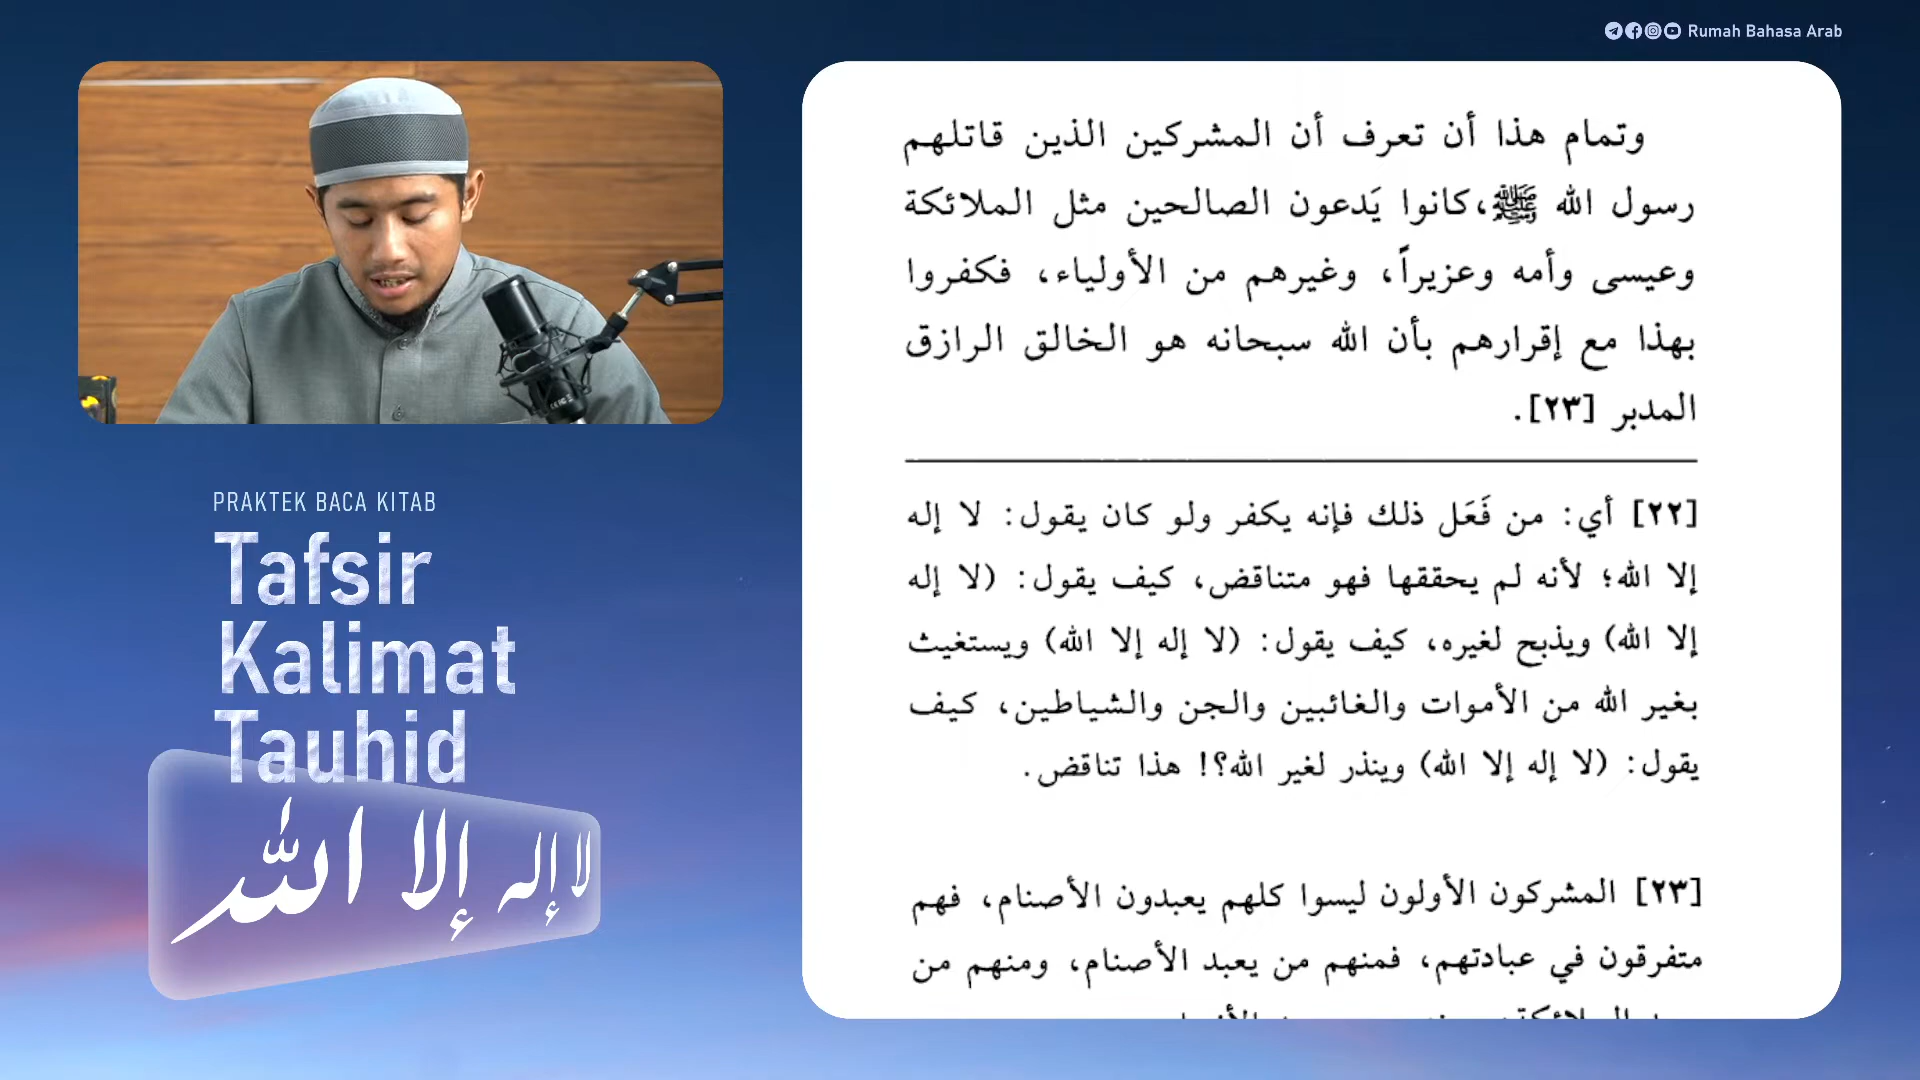 Rumah Bahasa Arab
وتمام هذا أن تعرف أن المشركين الذين قاتلهم
رسول الله ﷺ،كانوا يَدعون الصالحين مثل الملائكة
وعيسى وأمه وعزيراً، وغيرهم من الأولياء، فكفروا
بهذا مع إقرارهم بأن الله سبحانه هو الخالق الرازق
المدبر [٢٣].
[٢٢] أي: من فَعَل ذلك فإنه يكفر ولو كان يقول: لا إله
إلا الله؛ لأنه لم يحققها فهو متناقض، كيف يقول: (لا إله
إلا الله) ويذبح لغيره، كيف يقول: (لا إله إلا الله) ويستغيث
بغير الله من الأموات والغائبين والجن والشياطين، كيف
يقول: (لا إله إلا الله) وينذر لغير الله؟! هذا تناقض.
[٢٣] المشركون الأولون ليسوا كلهم يعبدون الأصنام، فهم
متفرقون في عبادتهم، فمنهم من يعبد الأصنام، ومنهم من
PRAKTEK BACA KITAB
Tafsir
Kalimat
Tauhid
لا إله إلا الله